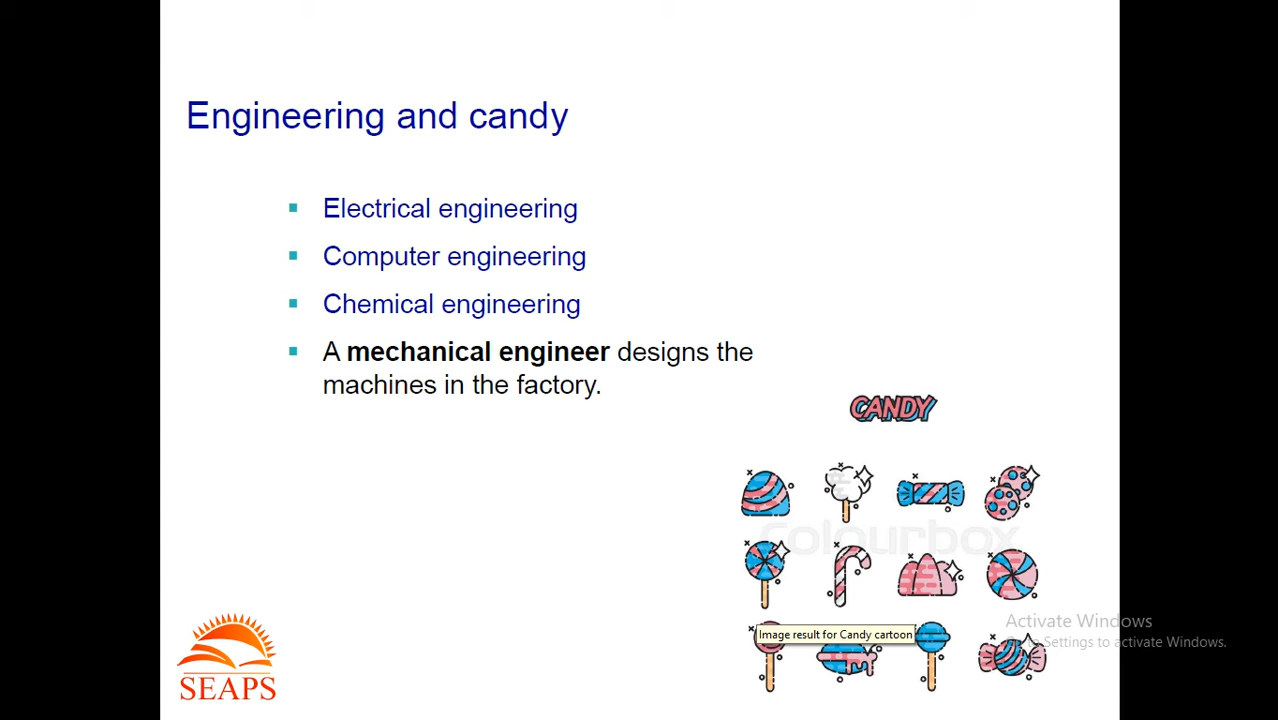 Engineering and candy
Electrical engineering
Computer engineering
Chemical engineering
A mechanical engineer designs the
machines in the factory.
CANDY
Colourbox
Activate Windows
Settings to activate Windows.
Image result for Candy cartoon
SEAPS